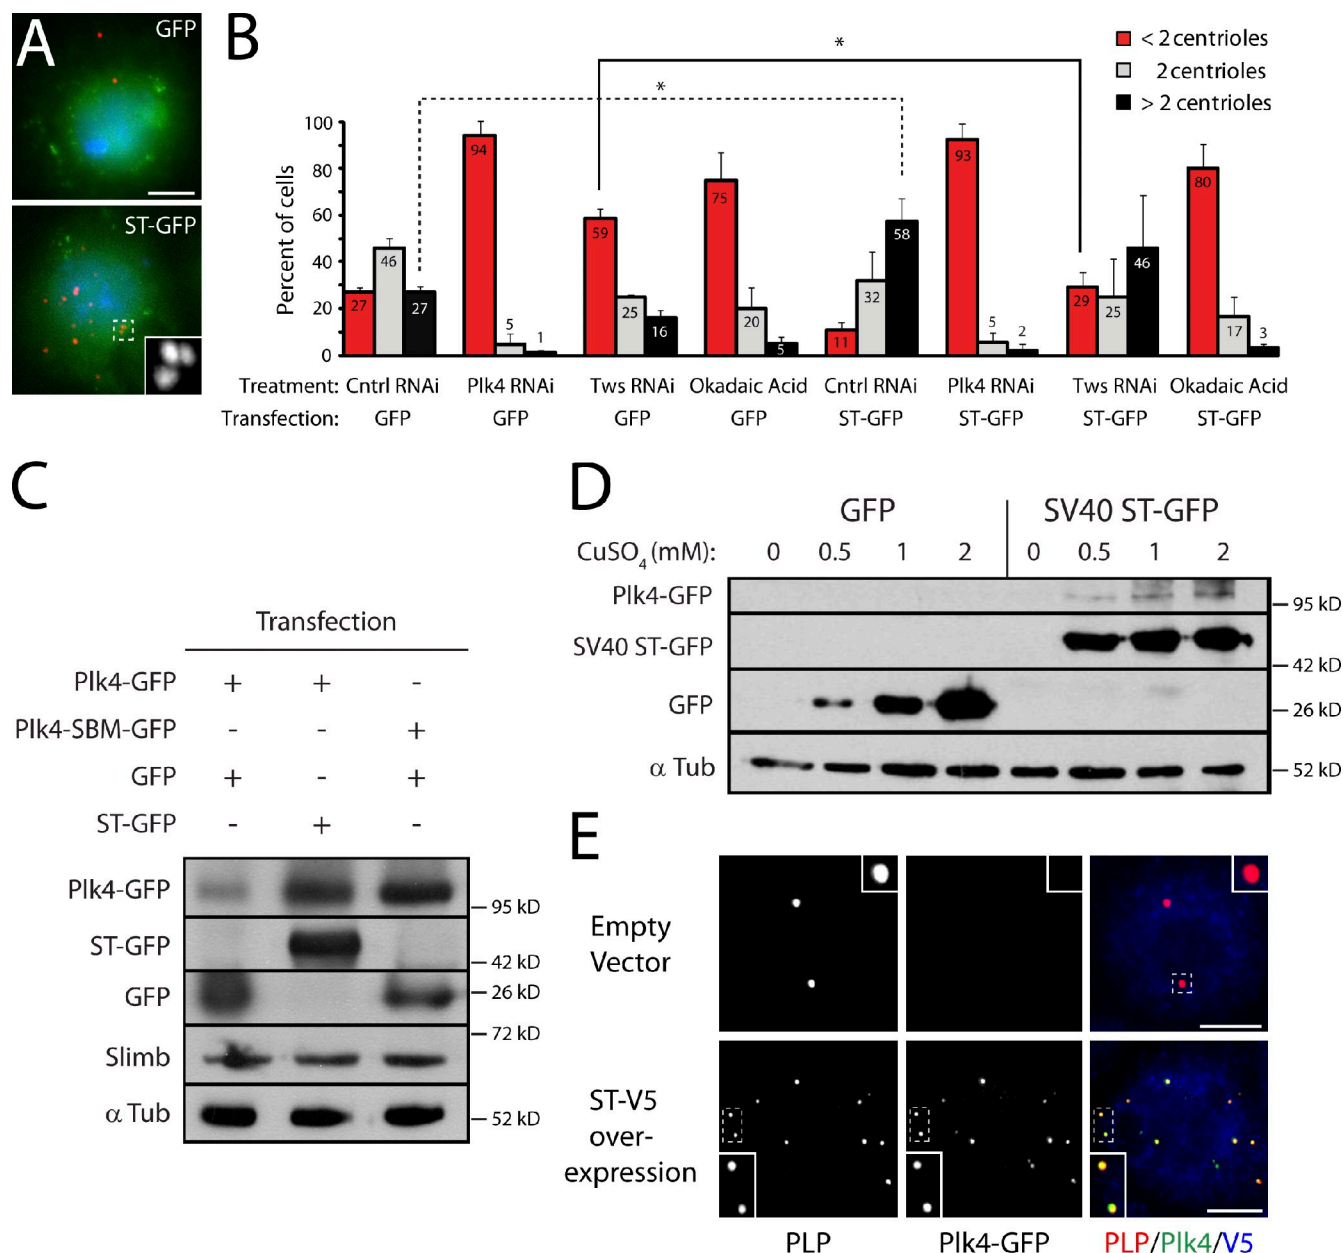 A
GFP
ST-GFP
B
*
*
< 2 centrioles
2 centrioles
> 2 centrioles
Percent of cells
100
80
60
40
20
0
27
46
27
94
5
1
59
25
16
75
20
5
11
32
58
93
5
2
29
25
46
80
17
3
Treatment: Cntrl RNAi Plk4 RNAi Tws RNAi Okadaic Acid Cntrl RNAi Plk4 RNAi Tws RNAi Okadaic Acid
Transfection: GFP GFP GFP GFP ST-GFP ST-GFP ST-GFP ST-GFP
C
Transfection
Plk4-GFP + + -
Plk4-SBM-GFP - - +
GFP + - +
ST-GFP - + -
Plk4-GFP
95 kD
ST-GFP
42 kD
GFP
26 kD
72 kD
Slimb
α Tub
52 kD
D
GFP SV40 ST-GFP
CuSO4 (mM): 0 0.5 1 2 0 0.5 1 2
Plk4-GFP
95 kD
SV40 ST-GFP
42 kD
GFP
26 kD
α Tub
52 kD
E
Empty
Vector
ST-V5
over-
expression
PLP Plk4-GFP PLP/Plk4/V5